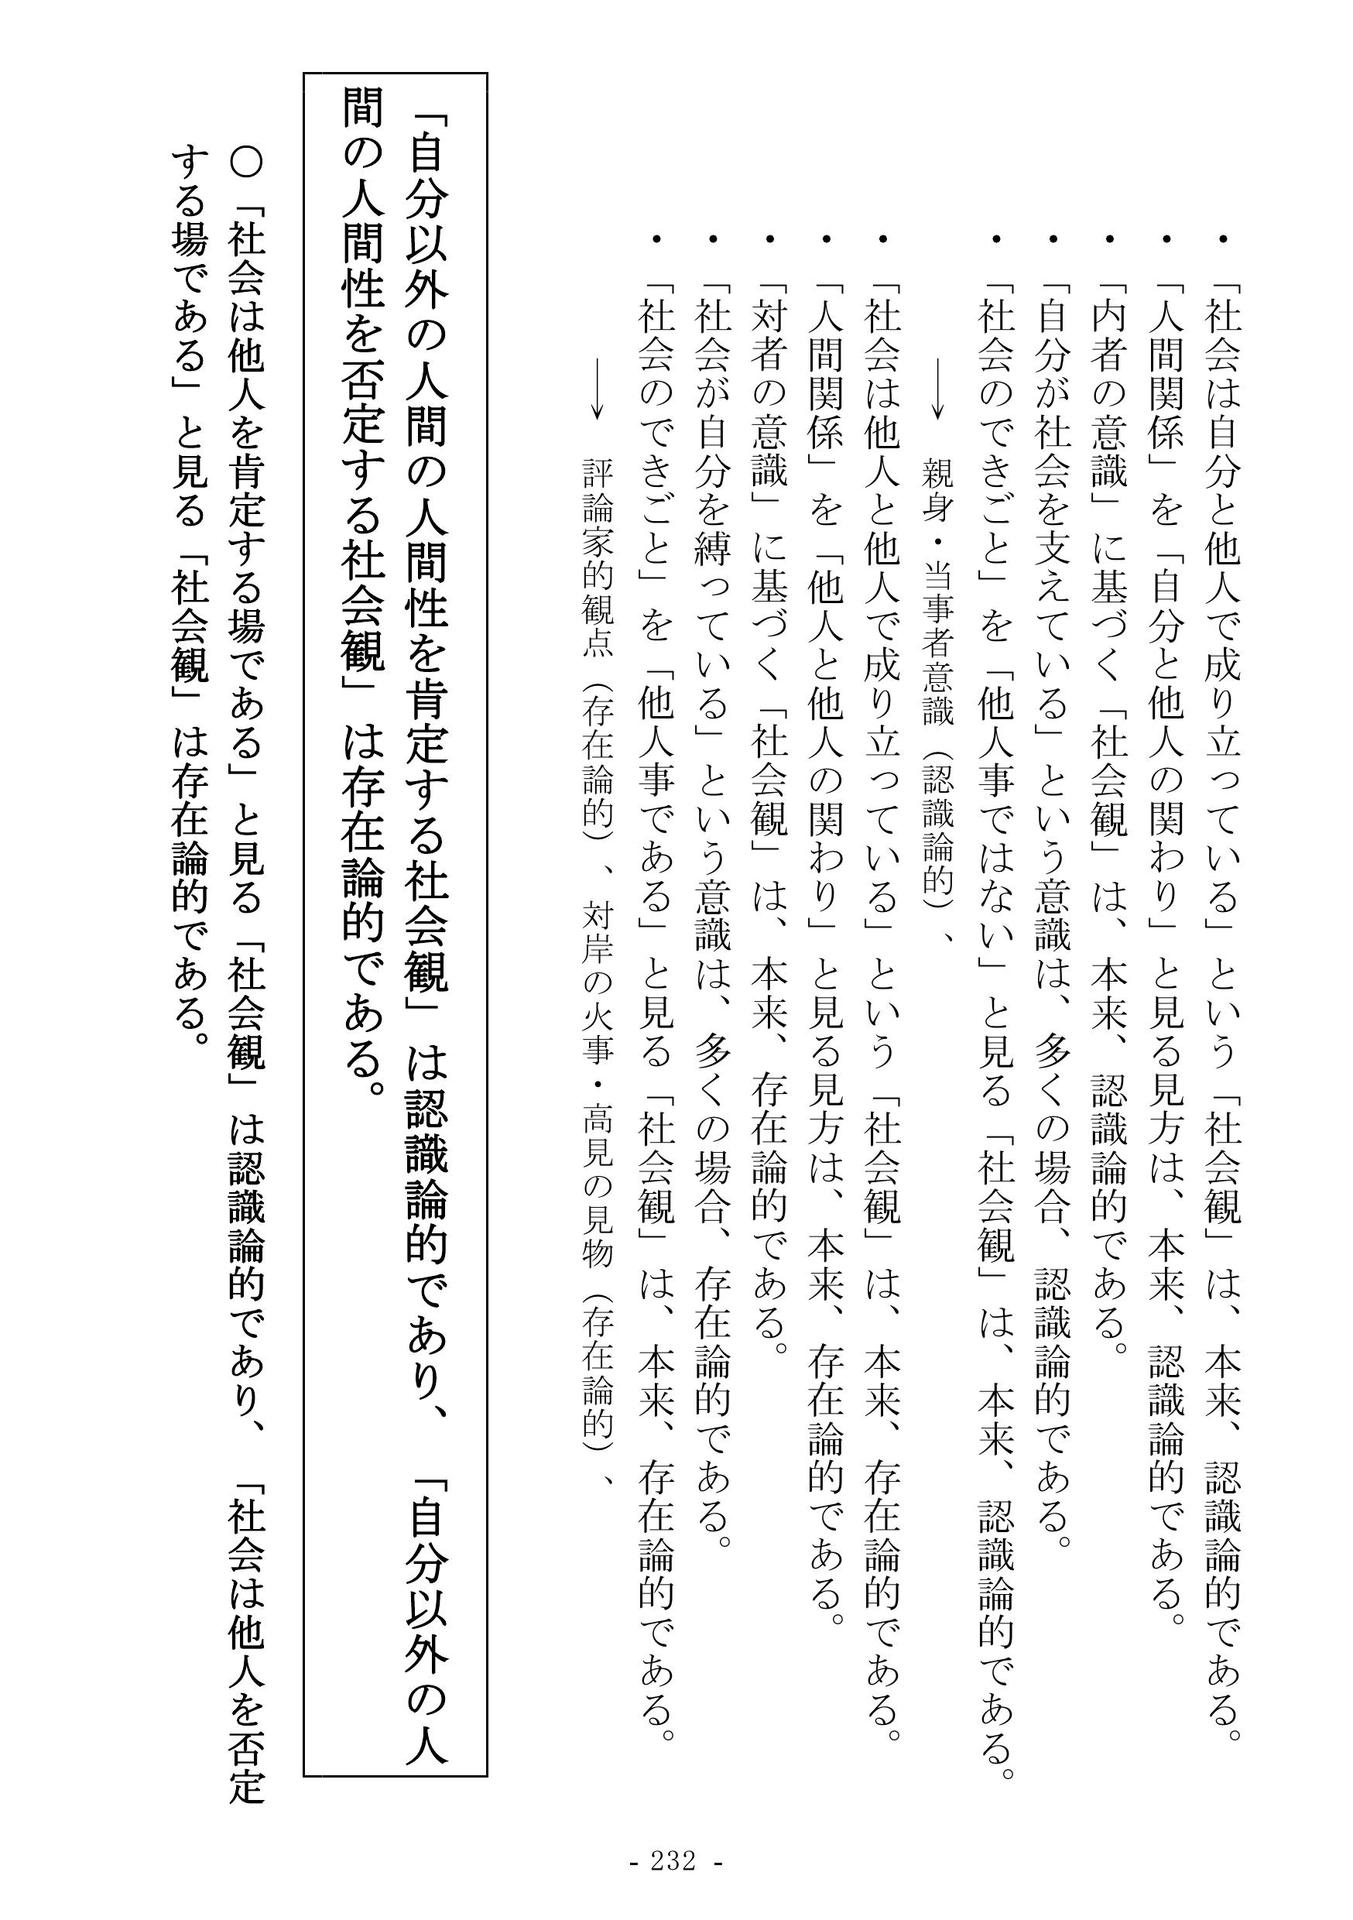 ・「社会は自分と他人で成り立っている」という「社会観」は、本来、認識論的である。
・「人間関係」を「自分と他人の関わり」と見る見方は、本来、認識論的である。
・「内者の意識」に基づく「社会観」は、本来、認識論的である。
・「自分が社会を支えている」という意識は、多くの場合、認識論的である。
・「社会のできごと」を「他人事ではない」と見る「社会観」は、本来、認識論的である。
→ 親身・当事者意識（認識論的）、
・「社会は他人と他人で成り立っている」という「社会観」は、本来、存在論的である。
・「人間関係」を「他人と他人の関わり」と見る見方は、本来、存在論的である。
・「対者の意識」に基づく「社会観」は、本来、存在論的である。
・「社会が自分を縛っている」という意識は、多くの場合、存在論的である。
・「社会のできごと」を「他人事である」と見る「社会観」は、本来、存在論的である。
→ 評論家的観点（存在論的）、対岸の火事・高見の見物（存在論的）、
「自分以外の人間の人間性を肯定する社会観」は認識論的であり、「自分以外の人
間の人間性を否定する社会観」は存在論的である。
○「社会は他人を肯定する場である」と見る「社会観」は認識論的であり、「社会は他人を否定
する場である」と見る「社会観」は存在論的である。
- 232 -